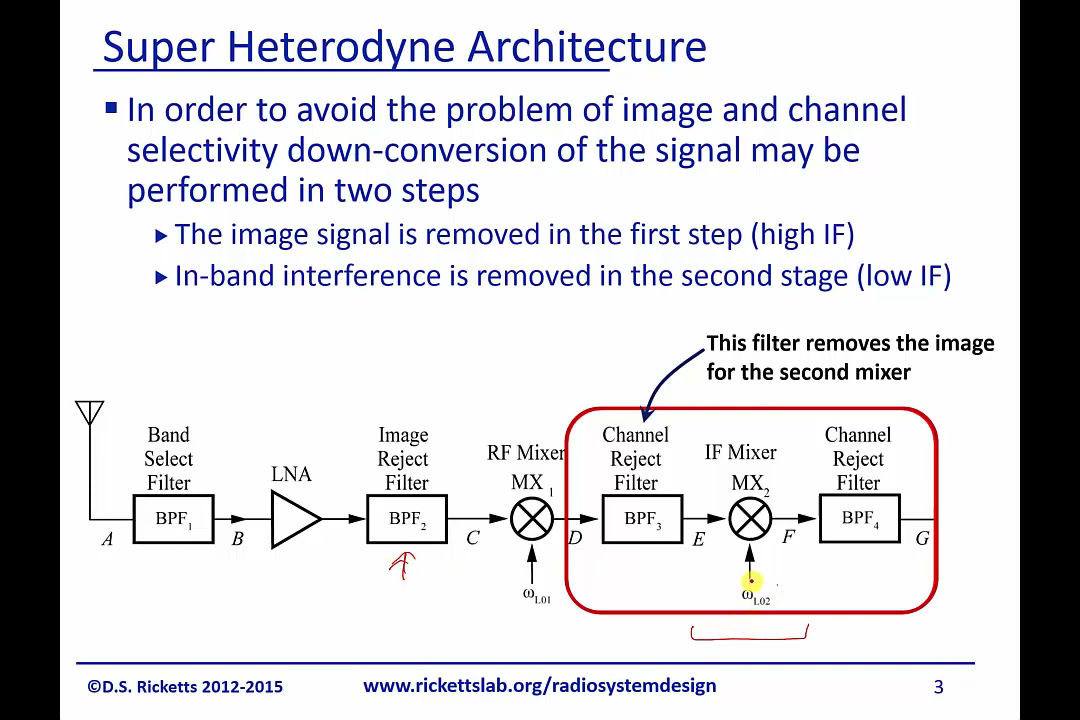 Super Heterodyne Architecture
In order to avoid the problem of image and channel
selectivity down-conversion of the signal may be
performed in two steps
The image signal is removed in the first step (high IF)
In-band interference is removed in the second stage (low IF)
This filter removes the image
for the second mixer
Band
Select
Filter
BPF1
LNA
Image
Reject
Filter
BPF2
RF Mixer
MX1
Channel
Reject
Filter
BPF3
IF Mixer
MX2
Channel
Reject
Filter
BPF4
A
B
C
D
E
F
G
ωLO1
ωLO2
©D.S. Ricketts 2012-2015
www.rickettslab.org/radiosystemdesign
3